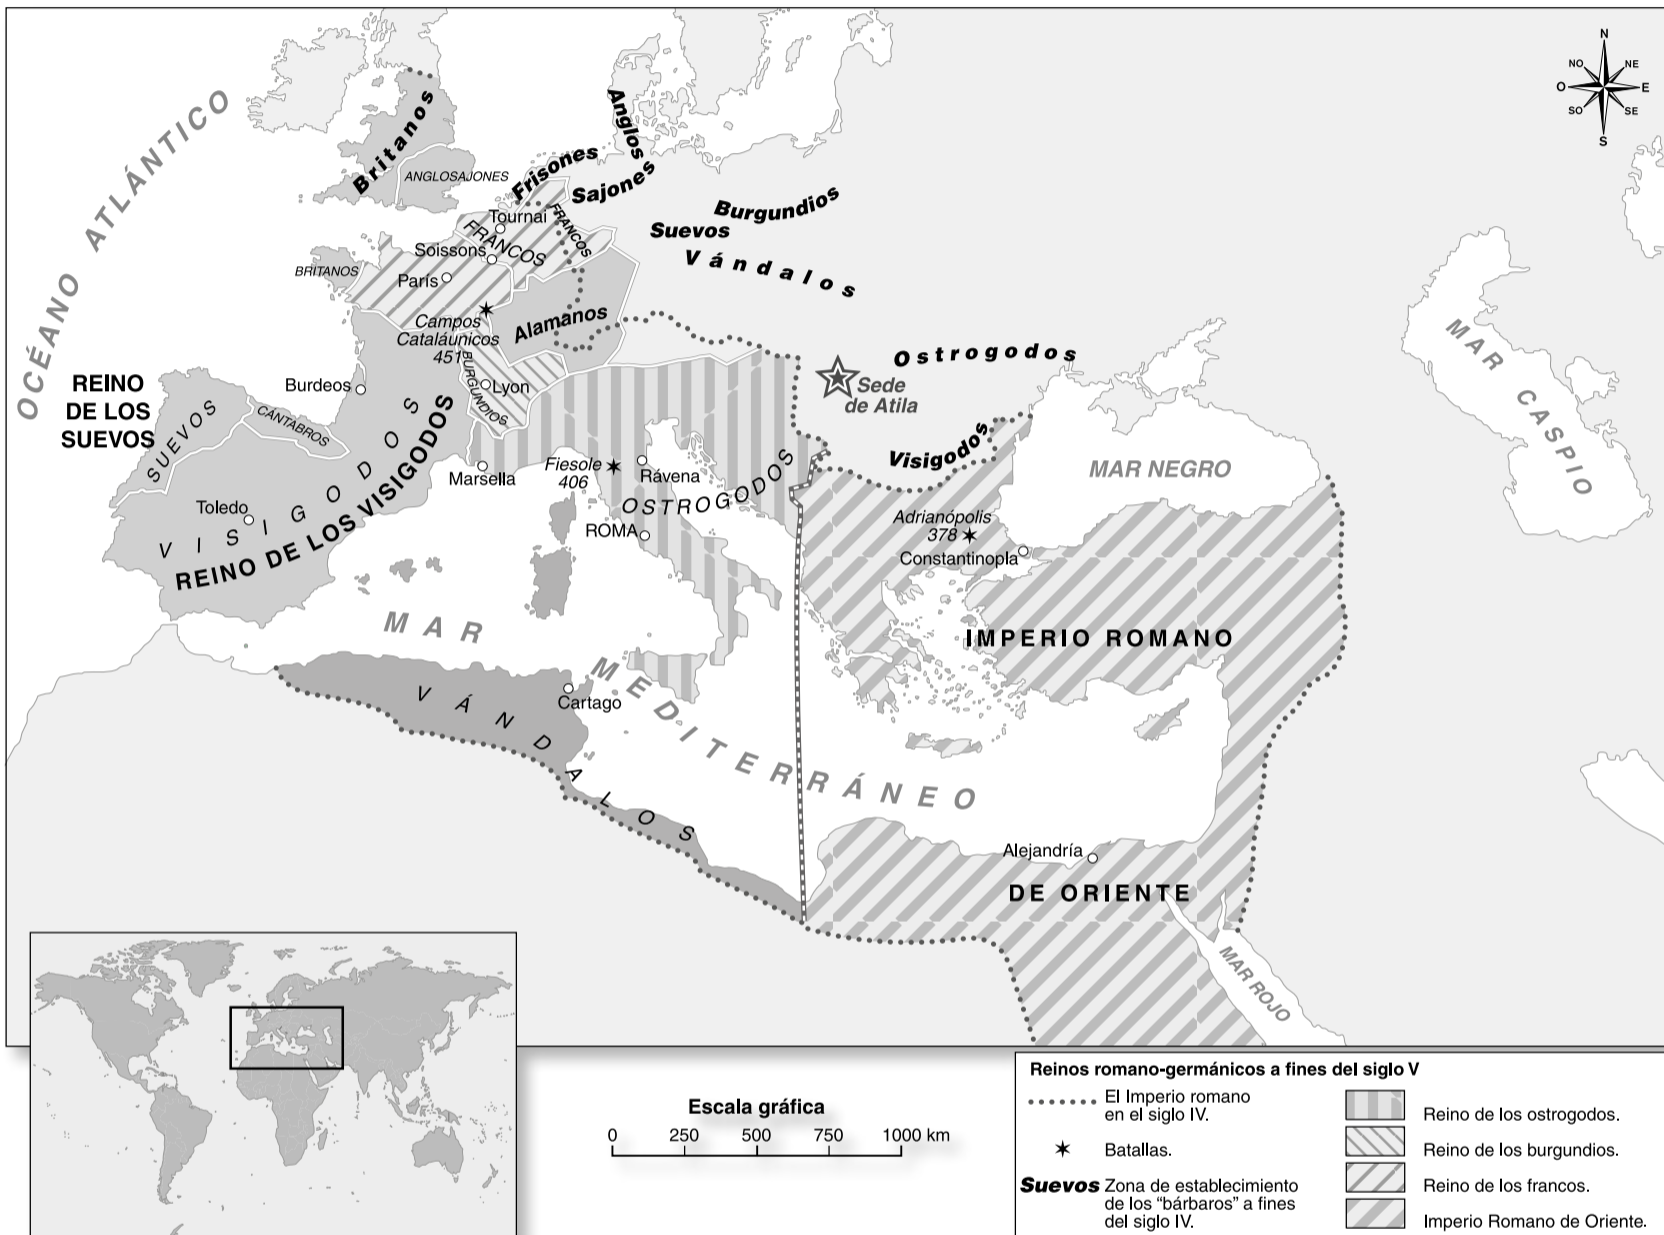 N
NO
NE
O
E
SO
SE
S
OCÉANO ATLÁNTICO
Britanos
ANGLOSAJONES
Anglos
Frisones
Sajones
Burgundios
Suevos
Vándalos
Tournai
FRANCOS
FRANCOS
Soissons
BRITANOS
París
Campos
Cataláunicos
451
Alamanos
Ostrogodos
Sede
de Atila
MAR CASPIO
REINO
DE LOS
SUEVOS
SUEVOS
CÁNTABROS
Burdeos
BURGUNDIOS
Lyon
VISIGODOS
REINO DE LOS VISIGODOS
Toledo
Marsella
Fiesole
406
Rávena
OSTROGODOS
ROMA
Visigodos
MAR NEGRO
Adrianópolis
378
Constantinopla
MAR MEDITERRÁNEO
IMPERIO ROMANO
VÁNDALOS
Cartago
Alejandría
DE ORIENTE
MAR ROJO
Escala gráfica
0 250 500 750 1000 km
Reinos romano-germánicos a fines del siglo V
El Imperio romano
en el siglo IV.
Batallas.
Suevos Zona de establecimiento
de los “bárbaros” a fines
del siglo IV.
Reino de los ostrogodos.
Reino de los burgundios.
Reino de los francos.
Imperio Romano de Oriente.